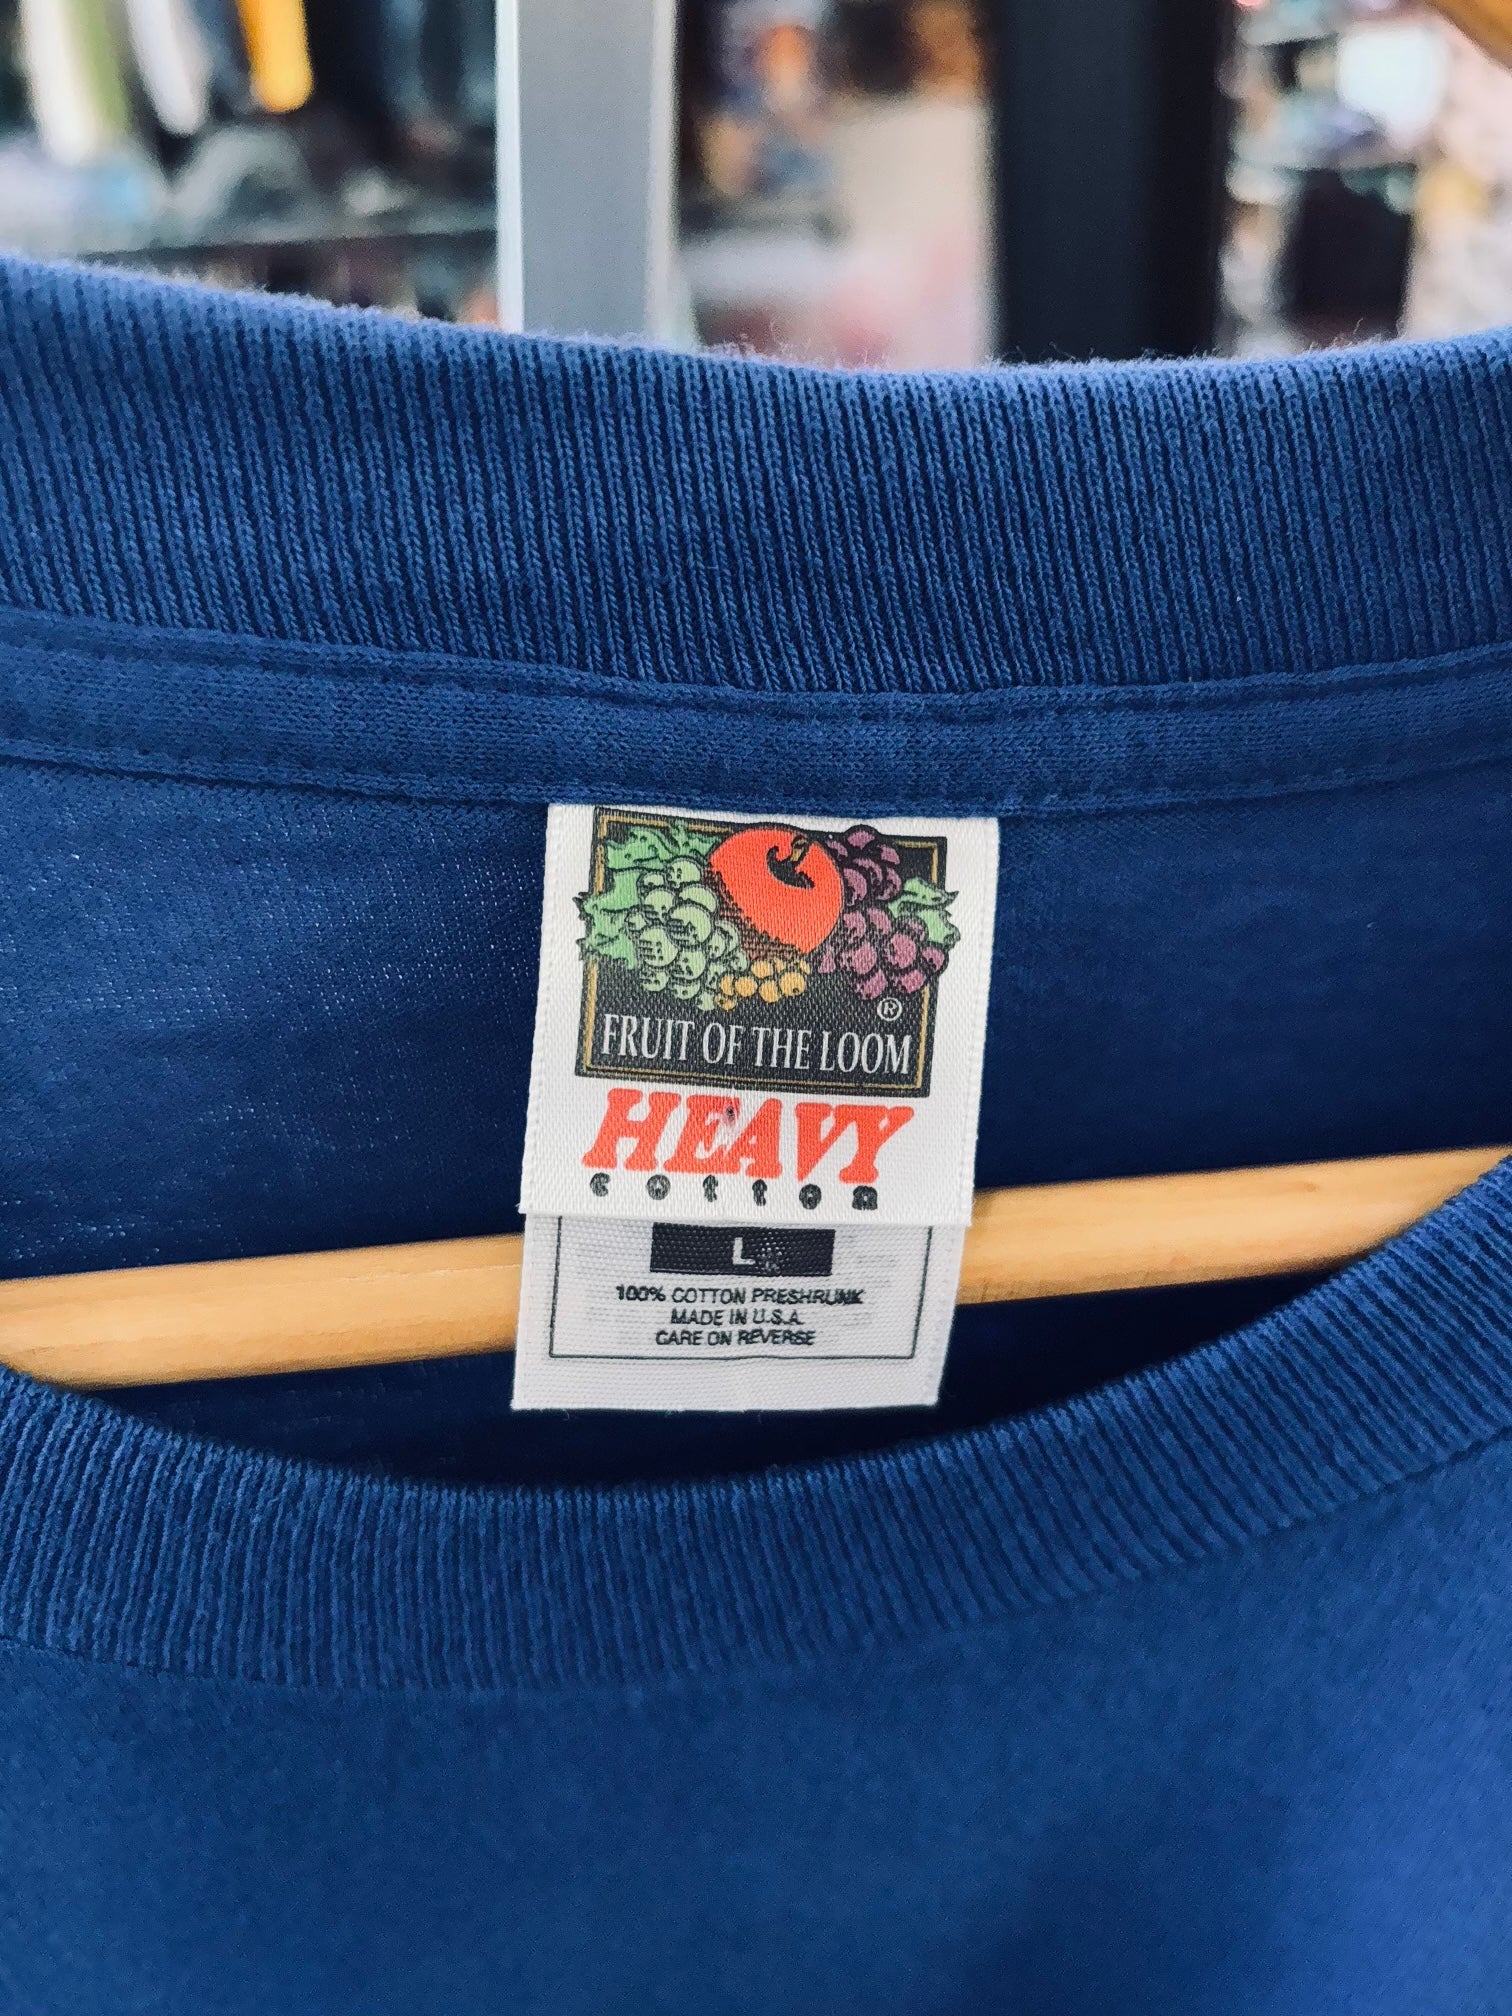 ®
FRUIT OF THE LOOM
HEAVY
cotton
L
100% COTTON PRESHRUNK
MADE IN U.S.A.
CARE ON REVERSE